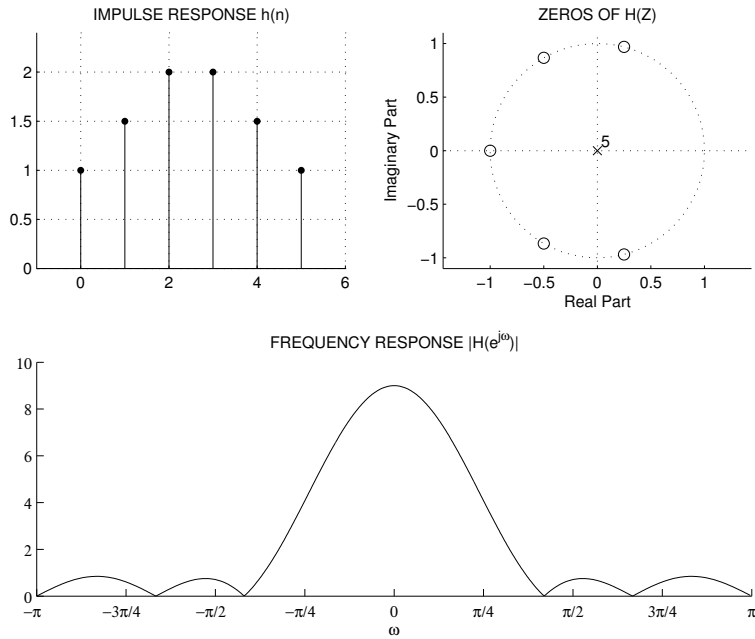 IMPULSE RESPONSE h(n)
2
1.5
1
0.5
0
0 2 4 6
ZEROS OF H(Z)
Imaginary Part
1
0.5
0
−0.5
−1
5
−1 −0.5 0 0.5 1
Real Part
FREQUENCY RESPONSE |H(e^{jω})|
10
8
6
4
2
0
−π −3π/4 −π/2 −π/4 0 π/4 π/2 3π/4 π
ω